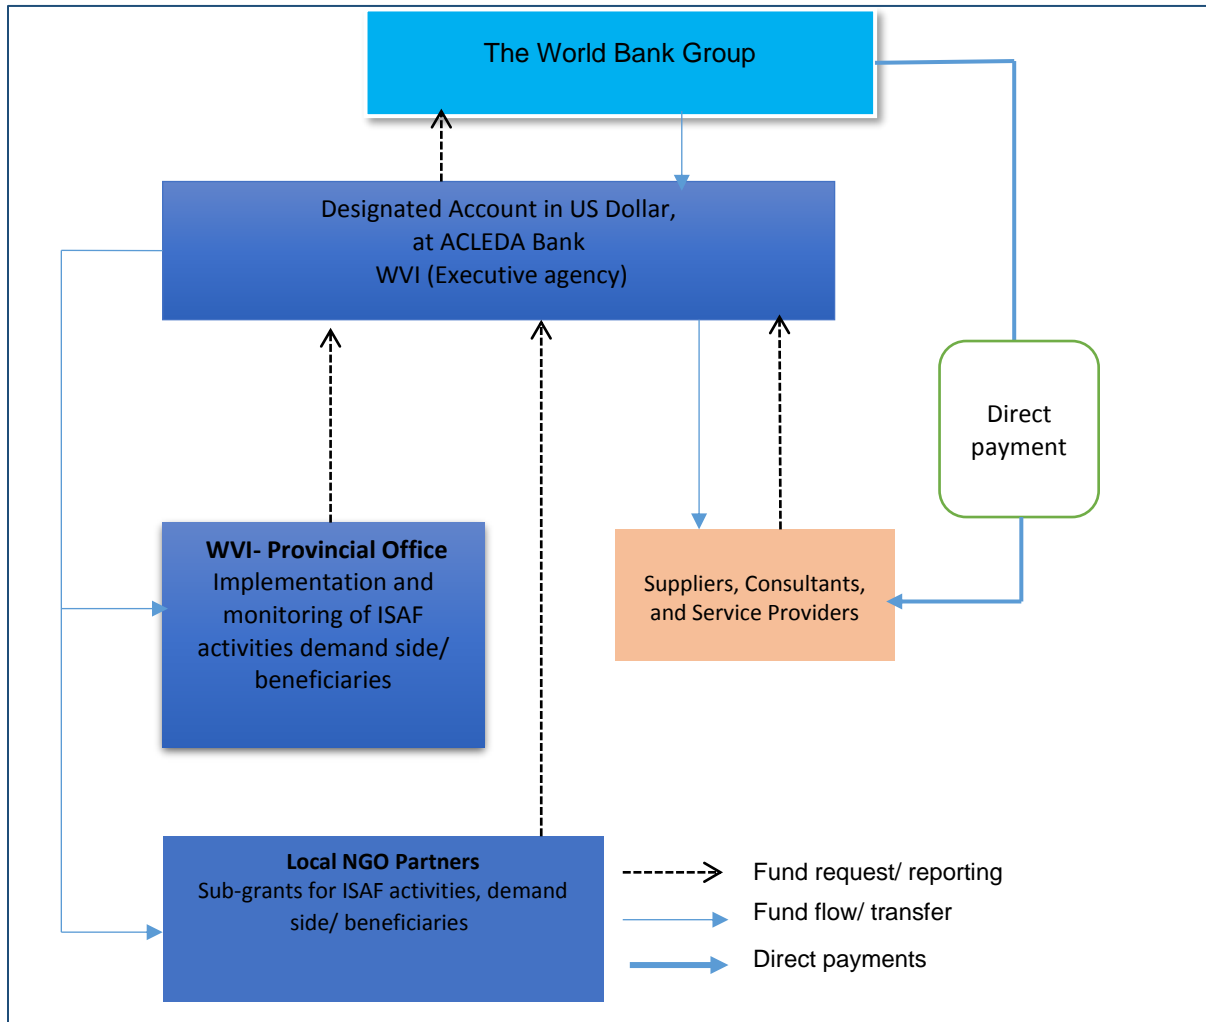 The World Bank Group
Designated Account in US Dollar,
at ACLEDA Bank
WVI (Executive agency)
Direct
payment
WVI- Provincial Office
Implementation and
monitoring of ISAF
activities demand side/
beneficiaries
Suppliers, Consultants,
and Service Providers
Local NGO Partners
Sub-grants for ISAF activities, demand
side/ beneficiaries
Fund request/ reporting
Fund flow/ transfer
Direct payments